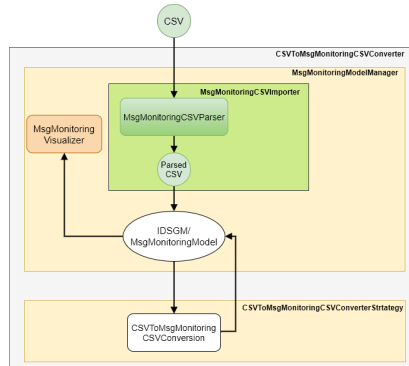 CSV
CSVToMsgMonitoringCSVConverter
MsgMonitoringModelManager
MsgMonitoringCSVImporter
MsgMonitoringCSVParser
MsgMonitoring
Visualizer
Parsed
CSV
IDSGM/
MsgMonitoringModel
CSVToMsgMonitoringCSVConverterStrtategy
CSVToMsgMonitoring
CSVConversion